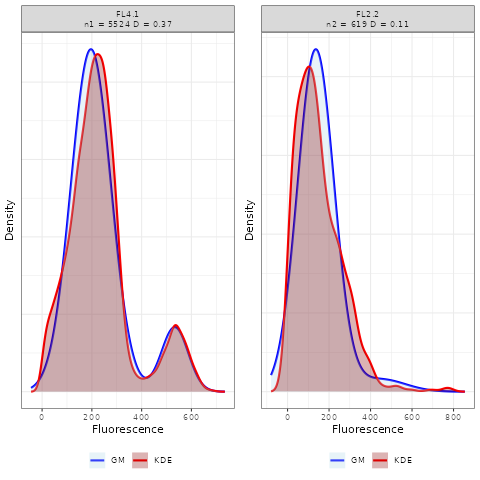 FL4.1
n1 = 5524 D = 0.37
FL2.2
n2 = 619 D = 0.11
Density
Density
0 200 400 600
0 200 400 600 800
Fluorescence
Fluorescence
GM KDE
GM KDE